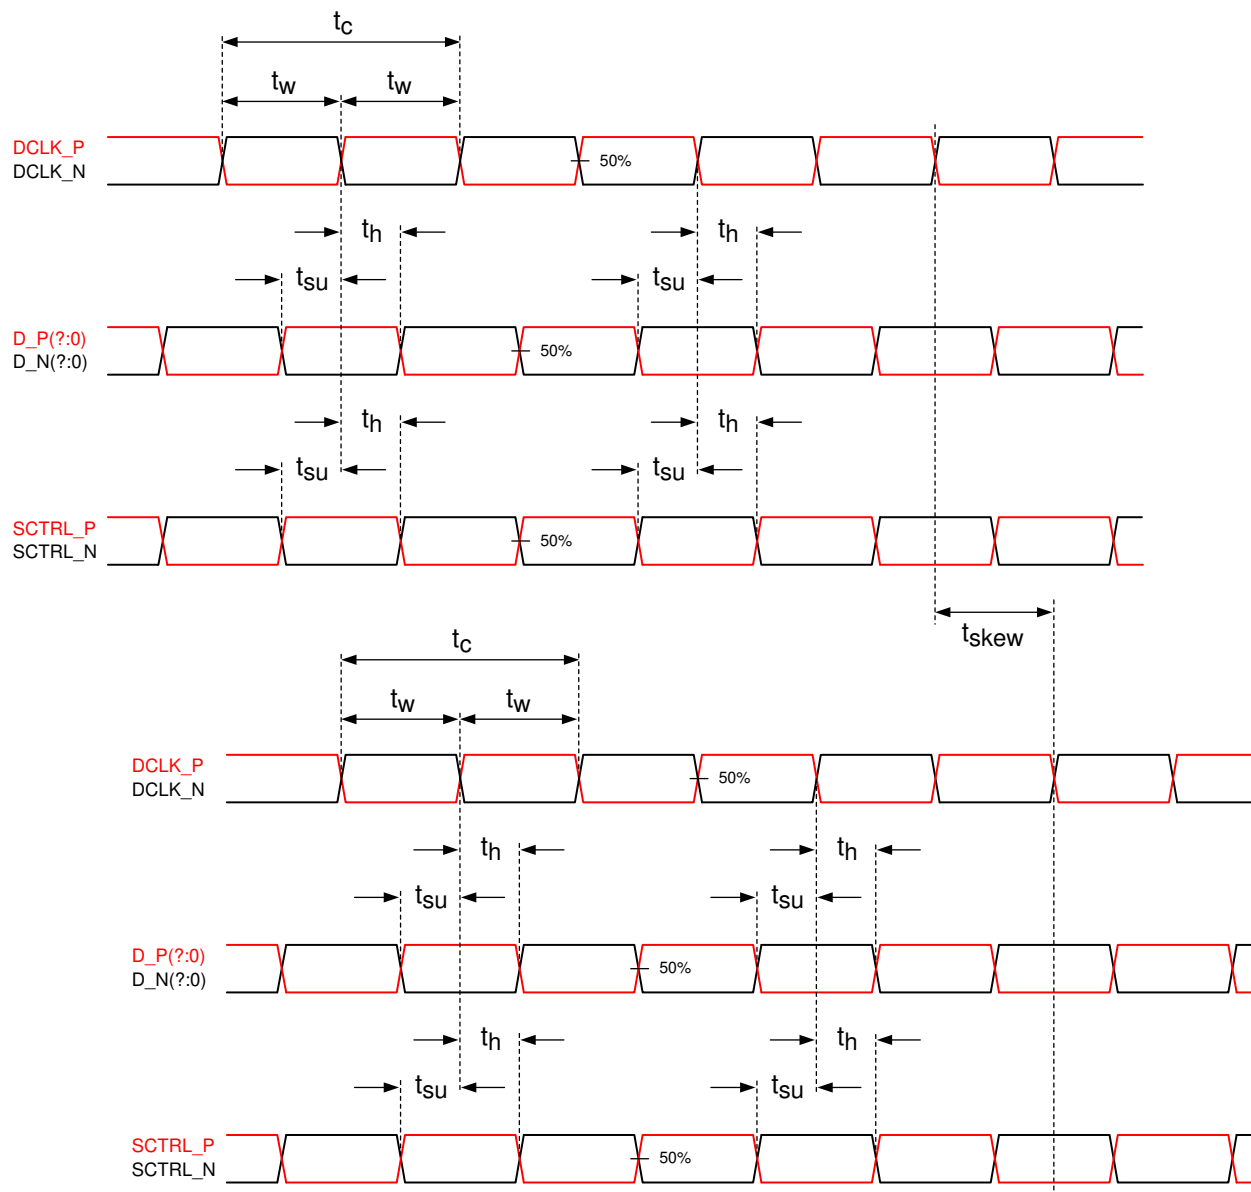 tc
tw tw
DCLK_P
DCLK_N
50%
th th
tsu tsu
D_P(?:0)
D_N(?:0)
50%
th th
tsu tsu
SCTRL_P
SCTRL_N
50%
tskew
tc
tw tw
DCLK_P
DCLK_N
50%
th th
tsu tsu
D_P(?:0)
D_N(?:0)
50%
th th
tsu tsu
SCTRL_P
SCTRL_N
50%